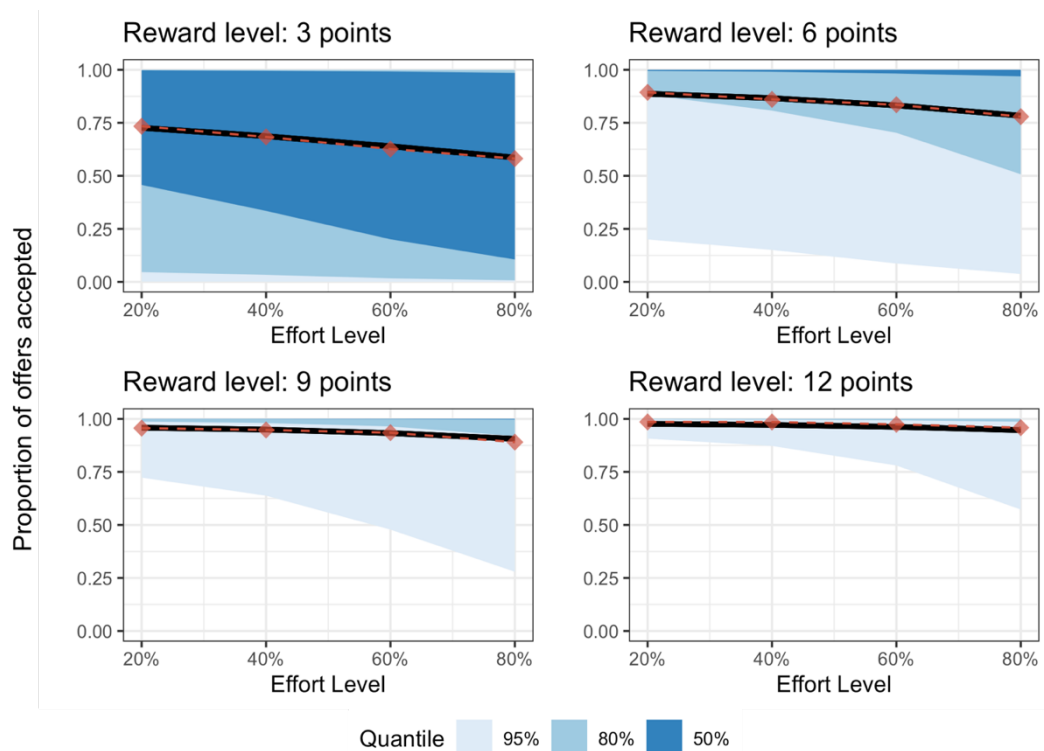 Reward level: 3 points
Reward level: 6 points
1.00
0.75
0.50
0.25
0.00
20% 40% 60% 80%
Effort Level
1.00
0.75
0.50
0.25
0.00
20% 40% 60% 80%
Effort Level
Proportion of offers accepted
Reward level: 9 points
Reward level: 12 points
1.00
0.75
0.50
0.25
0.00
20% 40% 60% 80%
Effort Level
1.00
0.75
0.50
0.25
0.00
20% 40% 60% 80%
Effort Level
Quantile 95% 80% 50%